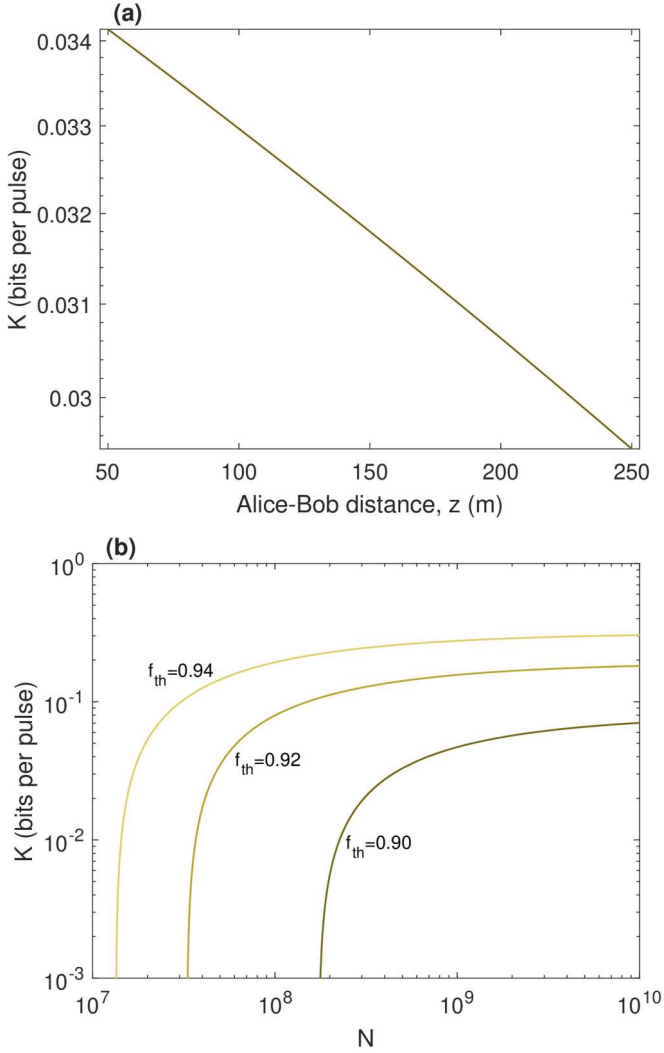 (a)
0.034
0.033
0.032
0.031
0.03
K (bits per pulse)
50 100 150 200 250
Alice-Bob distance, z (m)
(b)
10^0
10^-1
10^-2
10^-3
K (bits per pulse)
f_th=0.94
f_th=0.92
f_th=0.90
10^7 10^8 10^9 10^10
N